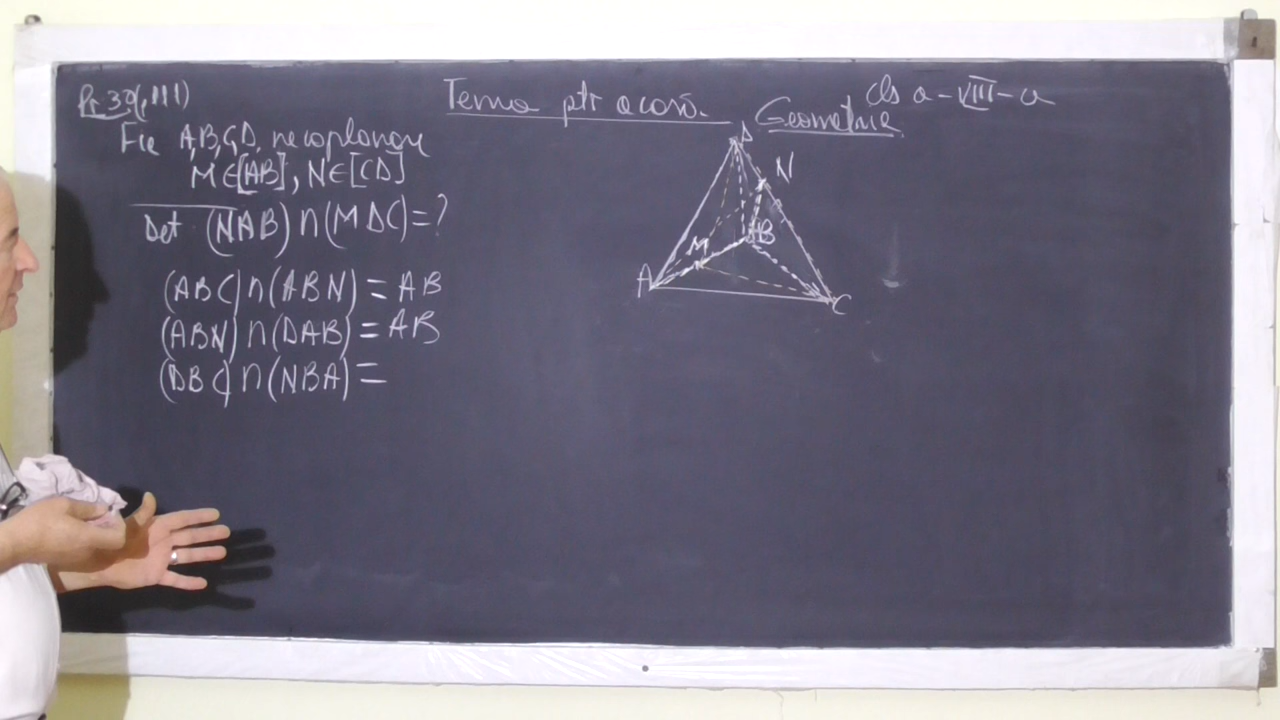 Pr 39(, III)
Tema ptr acasă.
cls a-VIII-a
Geometrie
Fie A,B,C,D, necoplanare
M∈[AB], N∈[CD]
Det (NAB)∩(MDC)=?
(ABC)∩(ABN)=AB
(ABN)∩(DAB)=AB
(DBC)∩(NBA)=
D
N
B
M
A
C